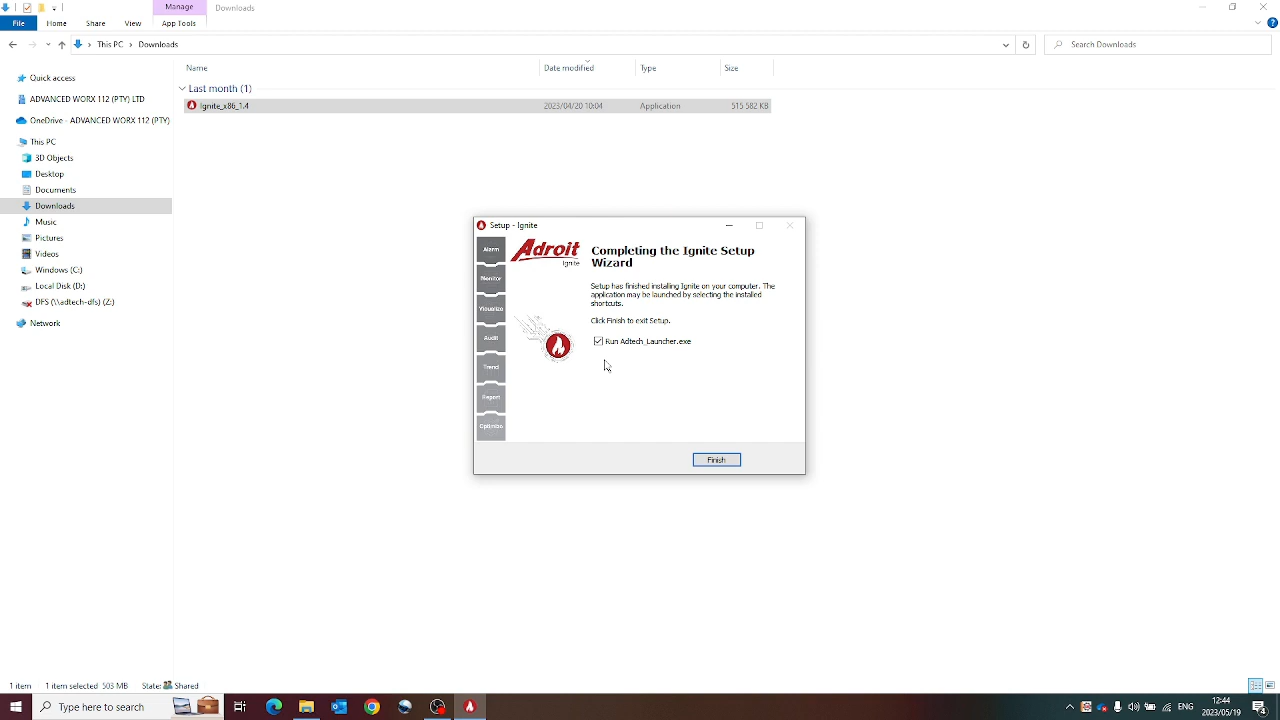 Manage
Downloads
File
Home
Share
View
App Tools
This PC
Downloads
Search Downloads
Name
Date modified
Type
Size
Last month (1)
Ignite_x86_1.4
2023/04/20 10:04
Application
515 582 KB
Quick access
ADVANCED WORX 112 (PTY) LTD
OneDrive - ADVANCED WORX 112 (PTY)
This PC
3D Objects
Desktop
Documents
Downloads
Music
Pictures
Videos
Windows (C:)
Local Disk (D:)
DFS (\\adtech-dfs) (Z:)
Network
Setup - Ignite
Alarm
Monitor
Visualize
Audit
Trend
Report
Optimize
Adroit
Ignite
Completing the Ignite Setup
Wizard
Setup has finished installing Ignite on your computer. The
application may be launched by selecting the installed
shortcuts.
Click Finish to exit Setup.
Run Adtech_Launcher.exe
Finish
1 item
1 item selected 503 MB
State:
Shared
Type here to search
ENG
12:44
2023/05/19